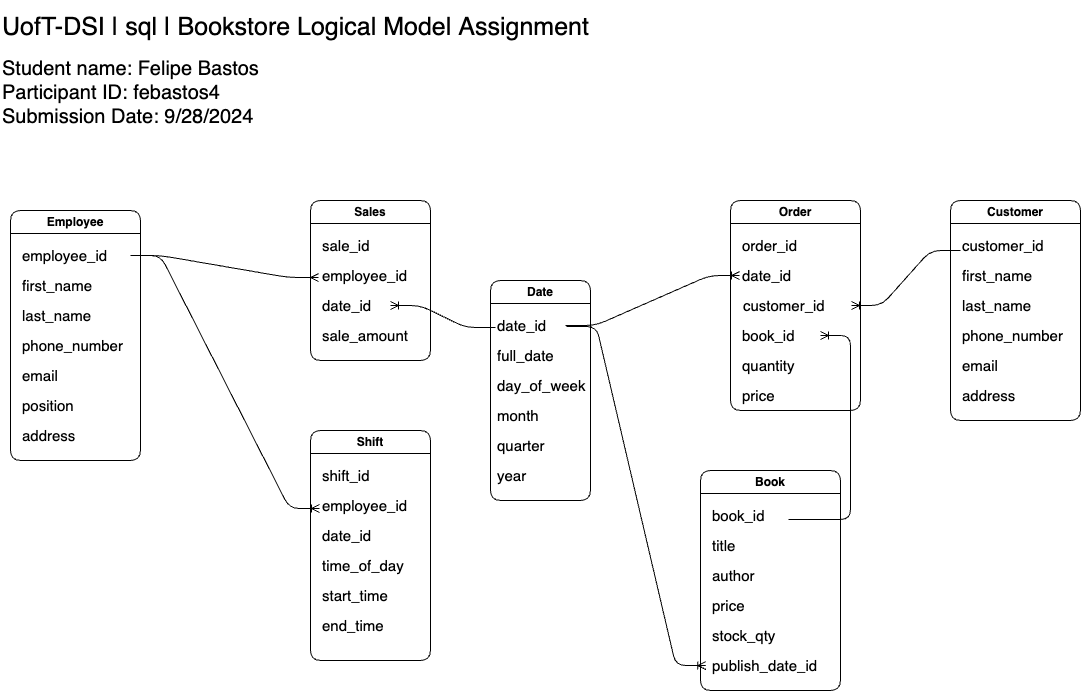 UofT-DSI | sql | Bookstore Logical Model Assignment
Student name: Felipe Bastos
Participant ID: febastos4
Submission Date: 9/28/2024
Employee
employee_id
first_name
last_name
phone_number
email
position
address
Sales
sale_id
employee_id
date_id
sale_amount
Shift
shift_id
employee_id
date_id
time_of_day
start_time
end_time
Date
date_id
full_date
day_of_week
month
quarter
year
Order
order_id
date_id
customer_id
book_id
quantity
price
Book
book_id
title
author
price
stock_qty
publish_date_id
Customer
customer_id
first_name
last_name
phone_number
email
address